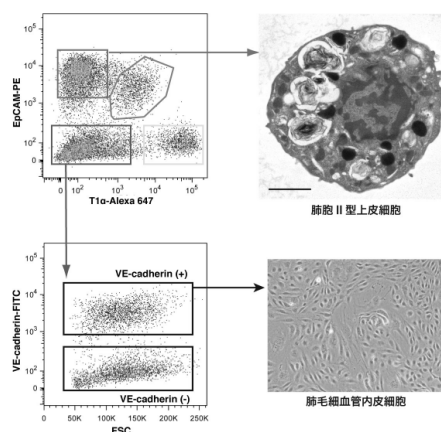 10⁵
10⁴
10³
10²
0
EpCAM-PE
0 10² 10³ 10⁴ 10⁵
T1α-Alexa 647
肺胞 II 型上皮細胞
10⁵
10⁴
10³
10²
0
VE-cadherin-FITC
VE-cadherin (+)
VE-cadherin (-)
0 50K 100K 150K 200K 250K
FSC
肺毛細血管内皮細胞